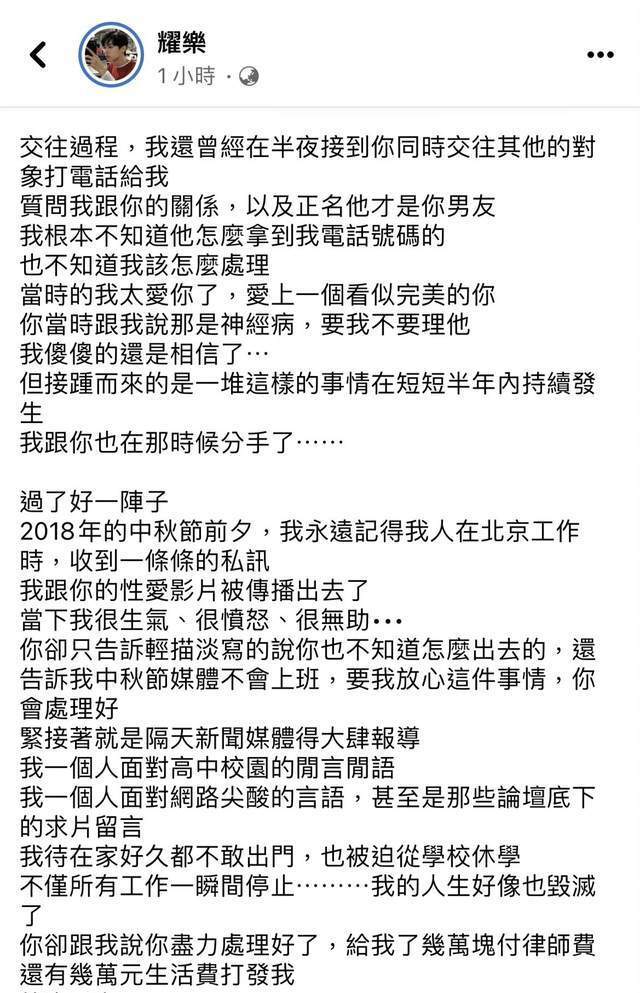 耀樂
1 小時 ·
交往過程，我還曾經在半夜接到你同時交往其他的對
象打電話給我
質問我跟你的關係，以及正名他才是你男友
我根本不知道他怎麼拿到我電話號碼的
也不知道我該怎麼處理
當時的我太愛你了，愛上一個看似完美的你
你當時跟我說那是神經病，要我不要理他
我傻傻的還是相信了⋯
但接踵而來的是一堆這樣的事情在短短半年內持續發
生
我跟你也在那時候分手了⋯⋯
過了好一陣子
2018年的中秋節前夕，我永遠記得我人在北京工作
時，收到一條條的私訊
我跟你的性愛影片被傳播出去了
當下我很生氣、很憤怒、很無助•••
你卻只告訴輕描淡寫的說你也不知道怎麼出去的，還
告訴我中秋節媒體不會上班，要我放心這件事情，你
會處理好
緊接著就是隔天新聞媒體得大肆報導
我一個人面對高中校園的閒言閒語
我一個人面對網路尖酸的言語，甚至是那些論壇底下
的求片留言
我待在家好久都不敢出門，也被迫從學校休學
不僅所有工作一瞬間停止⋯⋯⋯我的人生好像也毀滅
了
你卻跟我說你盡力處理好了，給我了幾萬塊付律師費
還有幾萬元生活費打發我